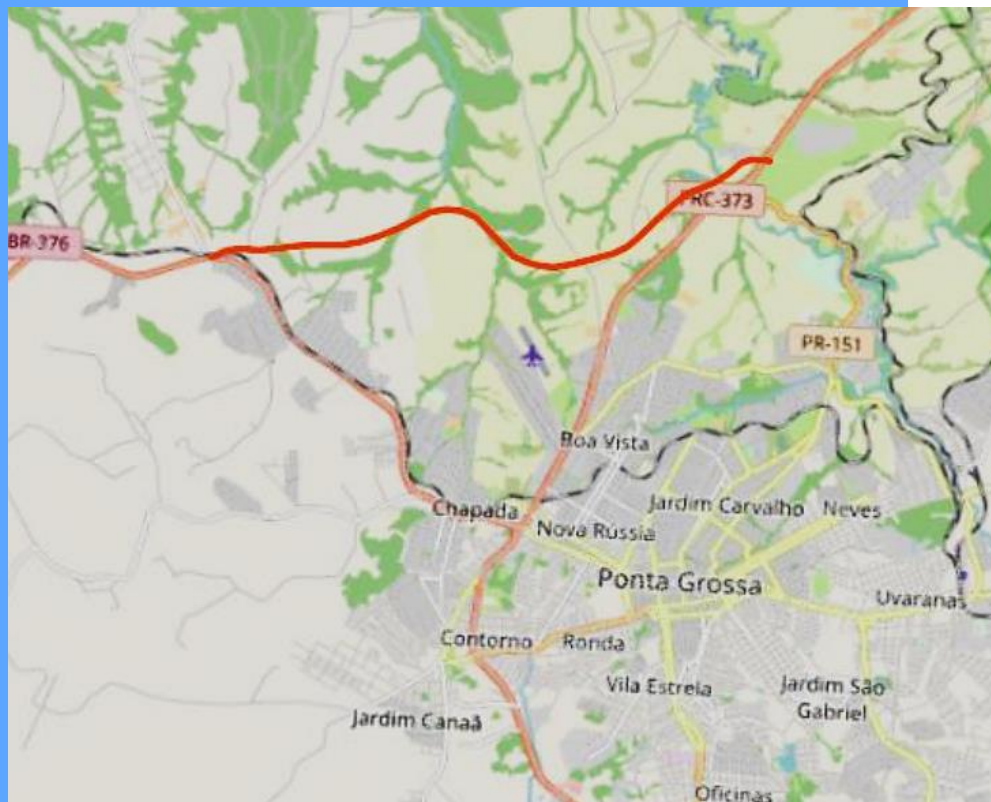 PRC-373
BR-376
PR-151
Boa Vista
Chapada
Nova Rússia
Jardim Carvalho
Neves
Ponta Grossa
Uvaranas
Contorno
Ronda
Vila Estrela
Jardim São
Gabriel
Jardim Canaã
Oficinas